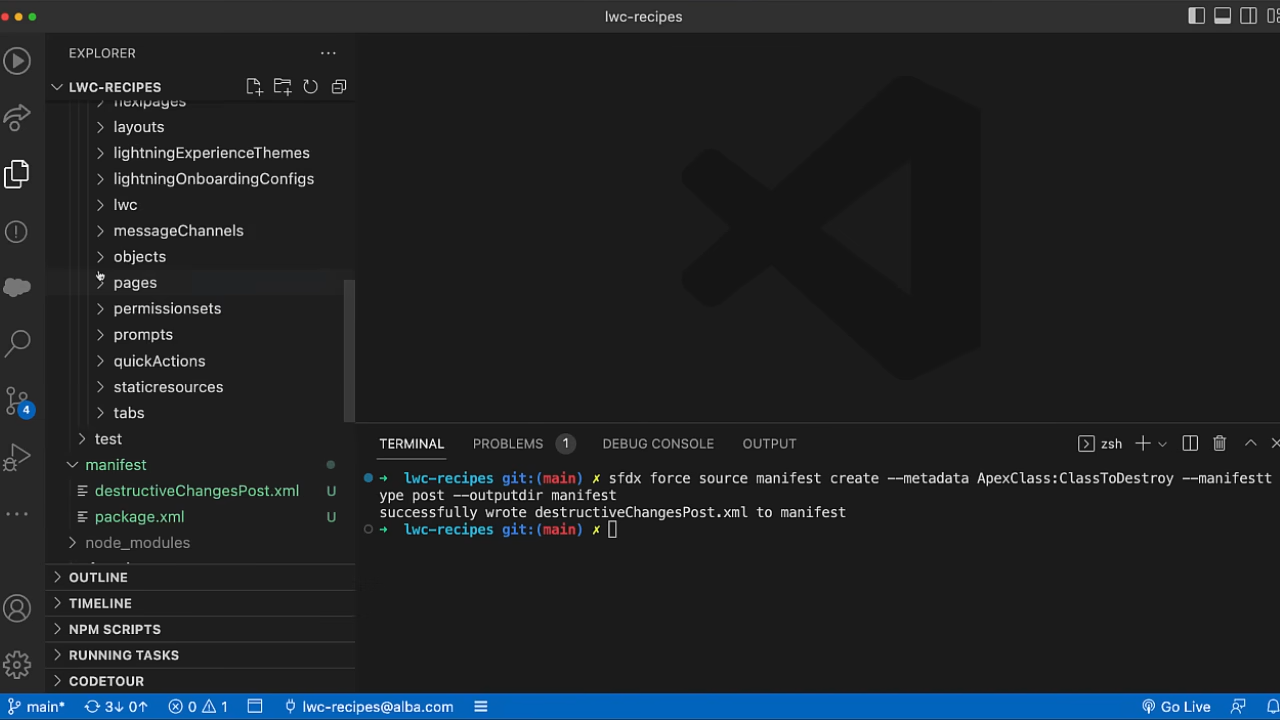 lwc-recipes
EXPLORER
LWC-RECIPES
flexipages
layouts
lightningExperienceThemes
lightningOnboardingConfigs
lwc
messageChannels
objects
pages
permissionsets
prompts
quickActions
staticresources
tabs
test
manifest
destructiveChangesPost.xml U
package.xml U
node_modules
OUTLINE
TIMELINE
NPM SCRIPTS
RUNNING TASKS
CODETOUR
4
TERMINAL PROBLEMS 1 DEBUG CONSOLE OUTPUT
zsh
➜ lwc-recipes git:(main) ✗ sfdx force source manifest create --metadata ApexClass:ClassToDestroy --manifestt
ype post --outputdir manifest
successfully wrote destructiveChangesPost.xml to manifest
➜ lwc-recipes git:(main) ✗
main* 3↓ 0↑ 0 1 lwc-recipes@alba.com Go Live